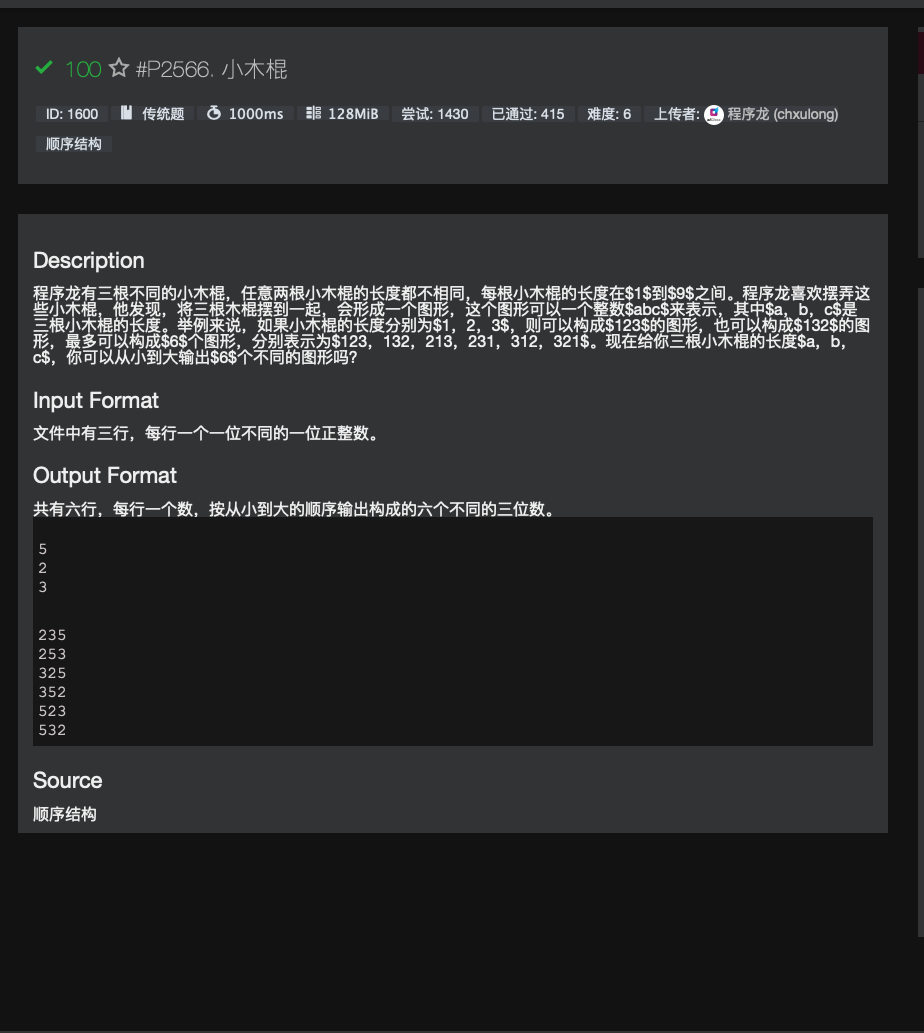 100 #P2566. 小木棍
ID: 1600 传统题 1000ms 128MiB 尝试: 1430 已通过: 415 难度: 6 上传者: 程序龙 (chxulong)
顺序结构
Description
程序龙有三根不同的小木棍，任意两根小木棍的长度都不相同，每根小木棍的长度在$1$到$9$之间。程序龙喜欢摆弄这
些小木棍，他发现，将三根木棍摆到一起，会形成一个图形，这个图形可以一个整数$abc$来表示，其中$a，b，c$是
三根小木棍的长度。举例来说，如果小木棍的长度分别为$1，2，3$，则可以构成$123$的图形，也可以构成$132$的图
形，最多可以构成$6$个图形，分别表示为$123，132，213，231，312，321$。现在给你三根小木棍的长度$a，b，
c$，你可以从小到大输出$6$个不同的图形吗?
Input Format
文件中有三行，每行一个一位不同的一位正整数。
Output Format
共有六行，每行一个数，按从小到大的顺序输出构成的六个不同的三位数。
5
2
3
235
253
325
352
523
532
Source
顺序结构